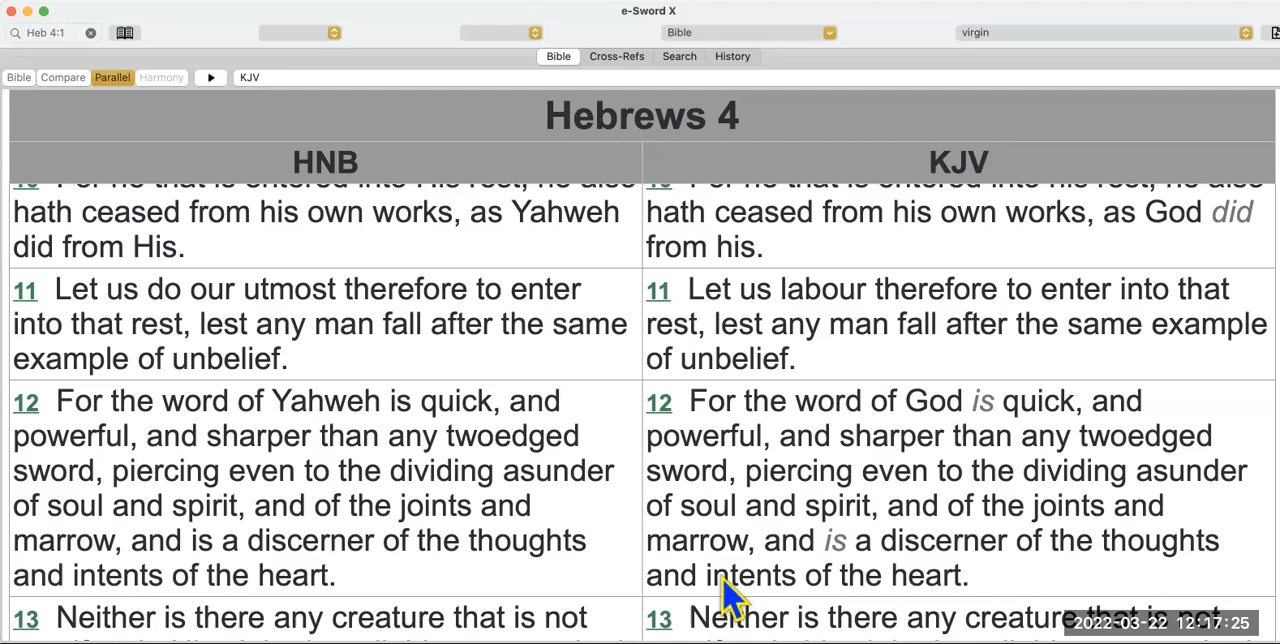 e-Sword X
Heb 4:1
Bible
virgin
Bible Cross-Refs Search History
Bible Compare Parallel Harmony KJV
Hebrews 4
HNB
hath ceased from his own works, as Yahweh
did from His.
11 Let us do our utmost therefore to enter
into that rest, lest any man fall after the same
example of unbelief.
12 For the word of Yahweh is quick, and
powerful, and sharper than any twoedged
sword, piercing even to the dividing asunder
of soul and spirit, and of the joints and
marrow, and is a discerner of the thoughts
and intents of the heart.
13 Neither is there any creature that is not
KJV
hath ceased from his own works, as God did
from his.
11 Let us labour therefore to enter into that
rest, lest any man fall after the same example
of unbelief.
12 For the word of God is quick, and
powerful, and sharper than any twoedged
sword, piercing even to the dividing asunder
of soul and spirit, and of the joints and
marrow, and is a discerner of the thoughts
and intents of the heart.
13 Neither is there any creature that is not
2022-03-22 12:17:25